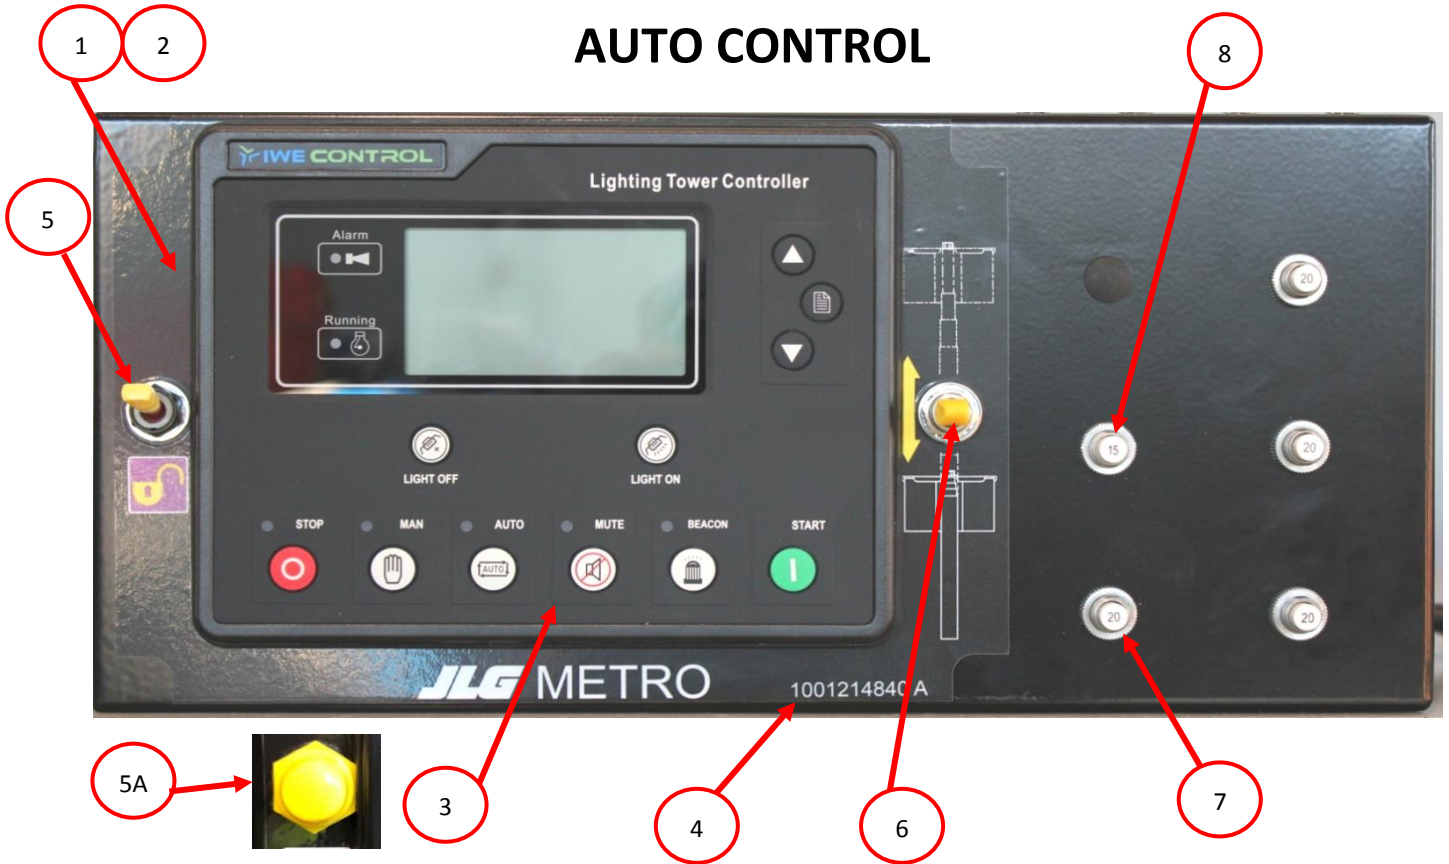 AUTO CONTROL
1
2
8
5
IWE CONTROL
Lighting Tower Controller
Alarm
Running
20
15
20
LIGHT OFF
LIGHT ON
STOP
MAN
AUTO
MUTE
BEACON
START
AUTO
20
20
JLG METRO
1001214840 A
5A
3
4
6
7